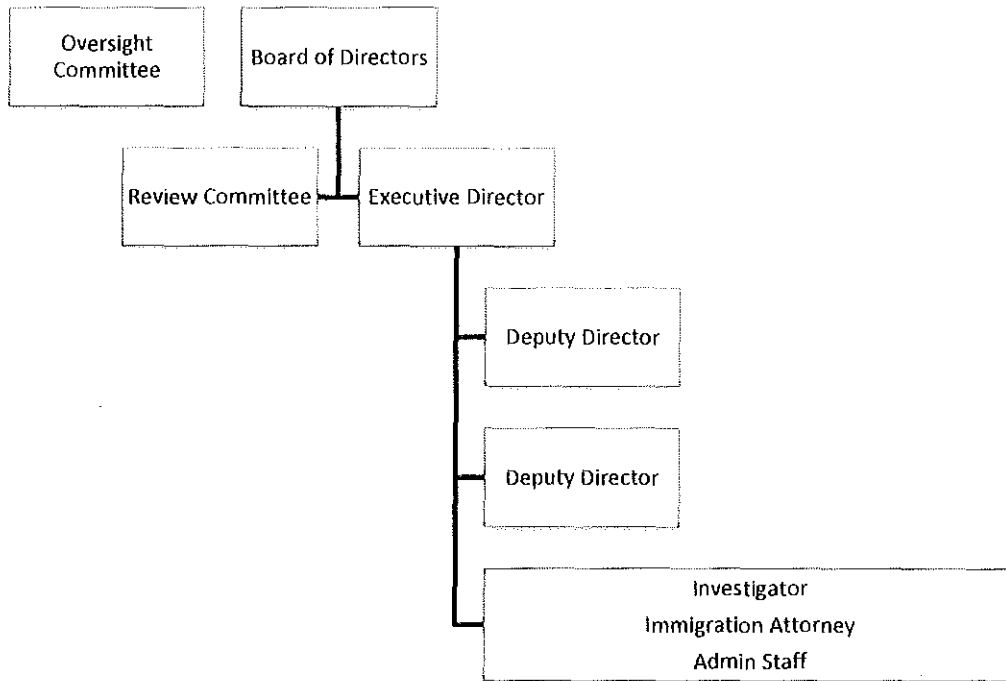 Oversight
Committee
Board of Directors
Review Committee
Executive Director
Deputy Director
Deputy Director
Investigator
Immigration Attorney
Admin Staff